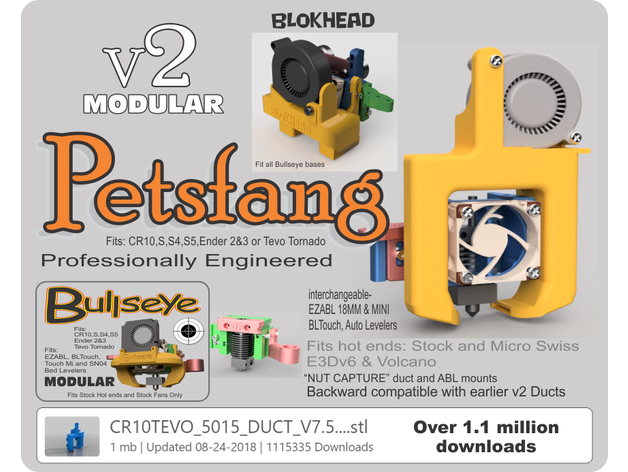 BLOKHEAD
v2
MODULAR
Fit all Bullseye bases
Petsfang
Fits: CR10,S,S4,S5,Ender 2&3 or Tevo Tornado
Professionally Engineered
Bullseye
Fits:
CR10,S,S4,S5
Ender 2&3
Tevo Tornado
Fits:
EZABL, BLTouch,
Touch Mi and SN04
Bed Levelers
MODULAR
Fits Stock Hot ends and Stock Fans Only
interchangeable-
EZABL 18MM & MINI
BLTouch, Auto Levelers
Fits hot ends: Stock and Micro Swiss
E3Dv6 & Volcano
“NUT CAPTURE” duct and ABL mounts
Backward compatible with earlier v2 Ducts
CR10TEVO_5015_DUCT_V7.5....stl
1 mb | Updated 08-24-2018 | 1115335 Downloads
Over 1.1 million
downloads